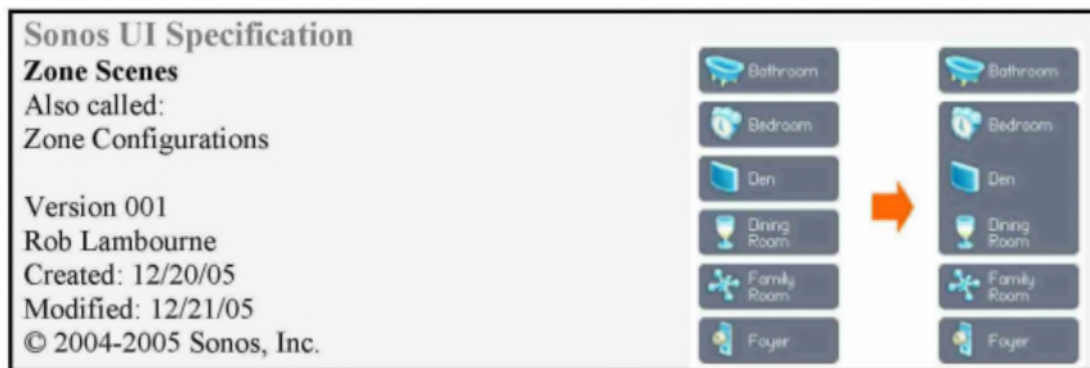 Sonos UI Specification
Zone Scenes
Also called:
Zone Configurations
Version 001
Rob Lambourne
Created: 12/20/05
Modified: 12/21/05
© 2004-2005 Sonos, Inc.
Bathroom
Bedroom
Den
Dining
Room
Family
Room
Foyer
Bathroom
Bedroom
Den
Dining
Room
Family
Room
Foyer